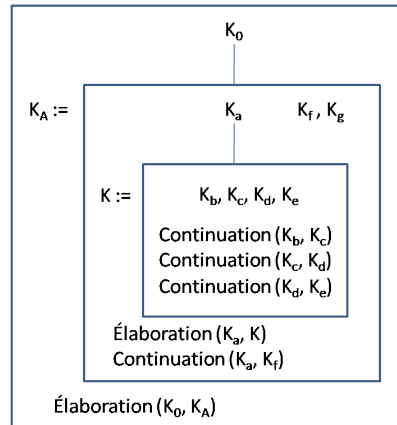 K0
KA := Ka Kf , Kg
K := Kb, Kc, Kd, Ke
Continuation (Kb, Kc)
Continuation (Kc, Kd)
Continuation (Kd, Ke)
Élaboration (Ka, K)
Continuation (Ka, Kf)
Élaboration (K0, KA)